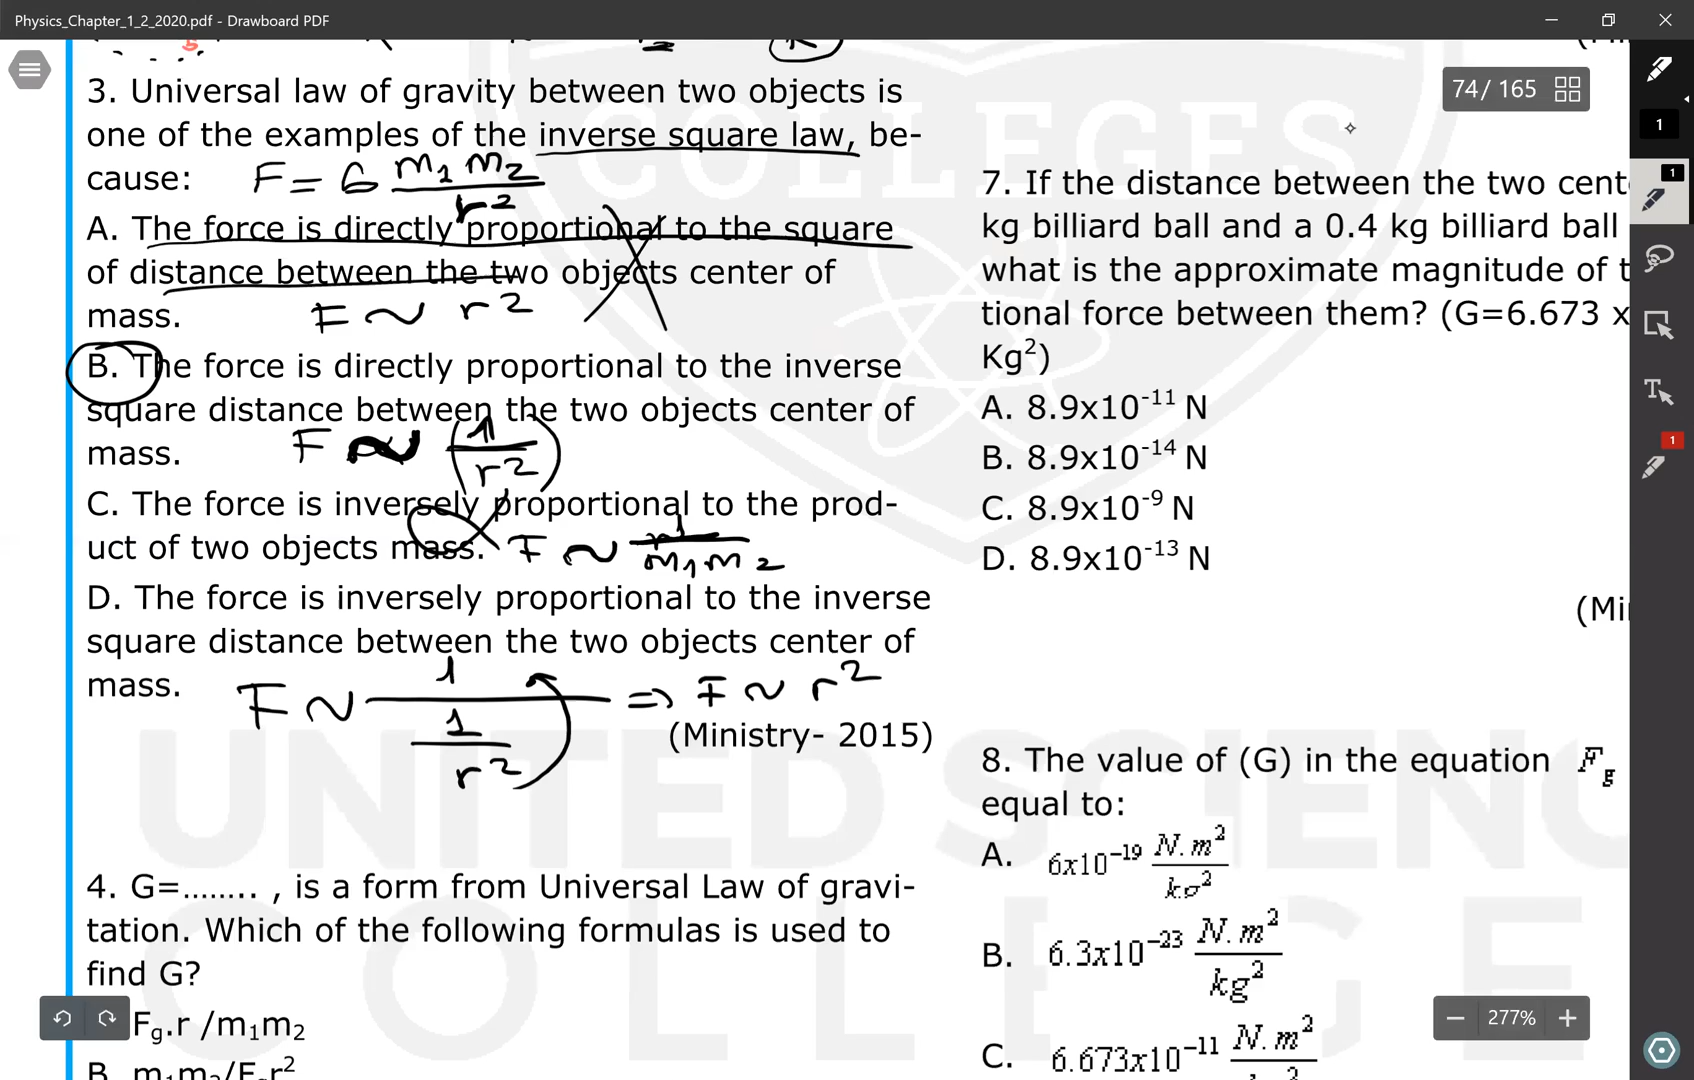 Physics_Chapter_1_2_2020.pdf - Drawboard PDF
74 / 165
1
1
1
3. Universal law of gravity between two objects is
one of the examples of the inverse square law, be-
cause:
F = G m1 m2 / r²
A. The force is directly proportional to the square
of distance between the two objects center of
mass.
F ~ r²
B. The force is directly proportional to the inverse
square distance between the two objects center of
mass.
F ~ (1/r²)
C. The force is inversely proportional to the prod-
uct of two objects mass.
F ~ 1/m1m2
D. The force is inversely proportional to the inverse
square distance between the two objects center of
mass.
F ~ 1/(1/r²) => F ~ r²
(Ministry- 2015)
4. G=........ , is a form from Universal Law of gravi-
tation. Which of the following formulas is used to
find G?
Fg.r /m1m2
B. m1m2/Fgr²
7. If the distance between the two cent
kg billiard ball and a 0.4 kg billiard ball
what is the approximate magnitude of t
tional force between them? (G=6.673 x
Kg²)
A. 8.9x10⁻¹¹ N
B. 8.9x10⁻¹⁴ N
C. 8.9x10⁻⁹ N
D. 8.9x10⁻¹³ N
(Mi
8. The value of (G) in the equation Fg
equal to:
A. 6x10⁻¹⁹ N.m²/kg²
B. 6.3x10⁻²³ N.m²/kg²
C. 6.673x10⁻¹¹ N.m²
277%
COLLEGES
UNITED SCIENC
COLLEGE